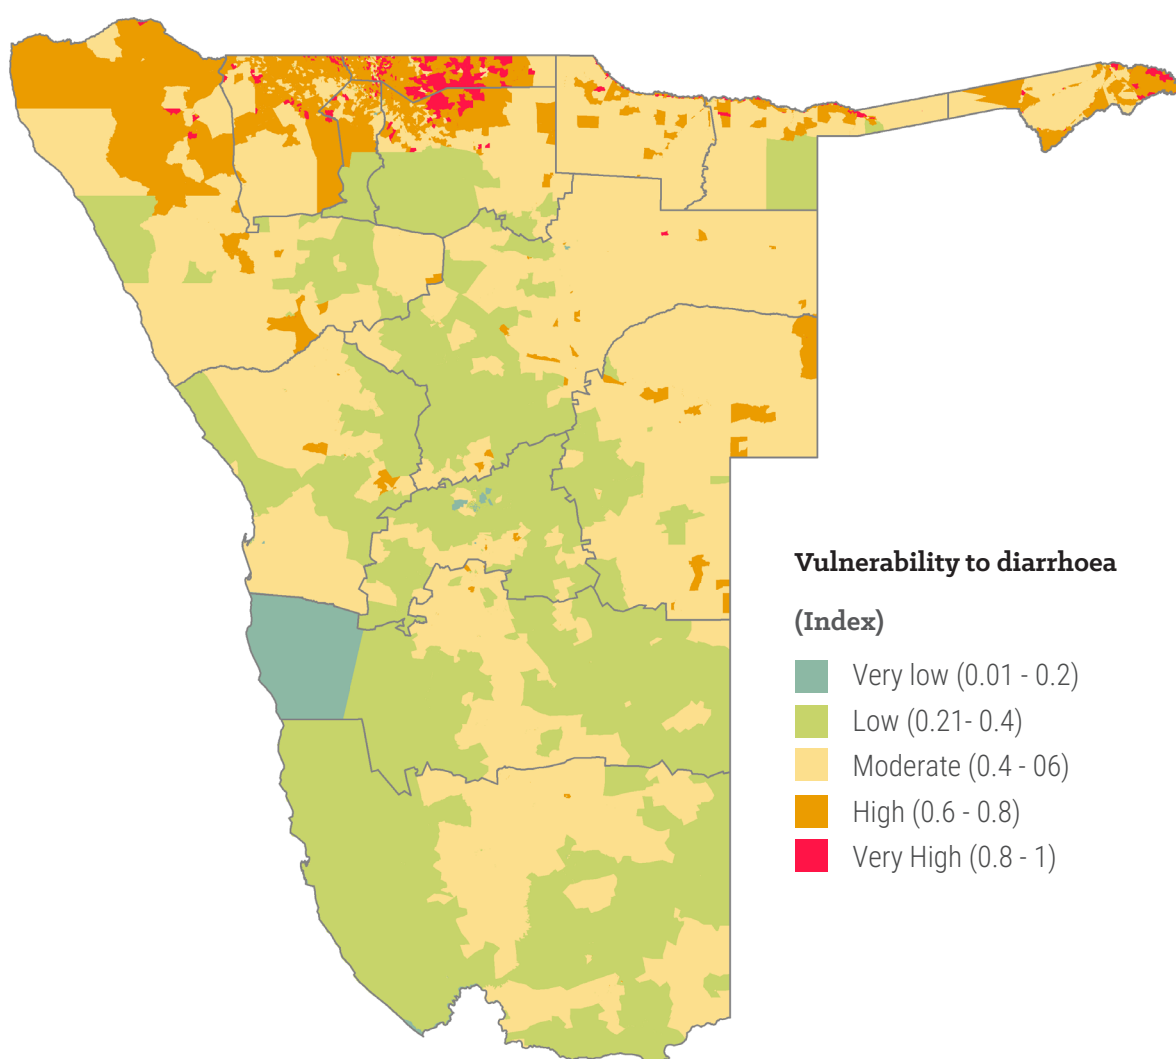 Vulnerability to diarrhoea
(Index)
Very low (0.01 - 0.2)
Low (0.21- 0.4)
Moderate (0.4 - 06)
High (0.6 - 0.8)
Very High (0.8 - 1)